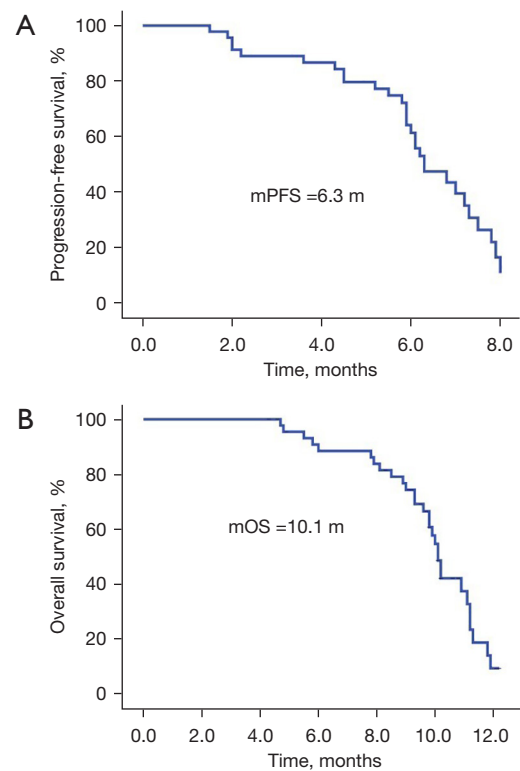 A
Progression-free survival, %
100
80
60
40
20
0
mPFS =6.3 m
0.0 2.0 4.0 6.0 8.0
Time, months
B
Overall survival, %
100
80
60
40
20
0
mOS =10.1 m
0.0 2.0 4.0 6.0 8.0 10.0 12.0
Time, months